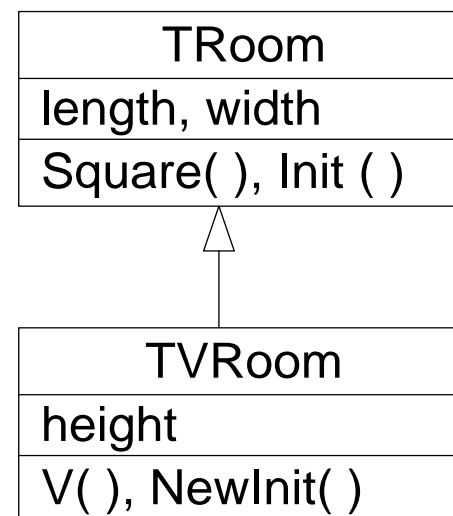 TRoom
length, width
Square( ), Init ( )
TVRoom
height
V( ), NewInit( )